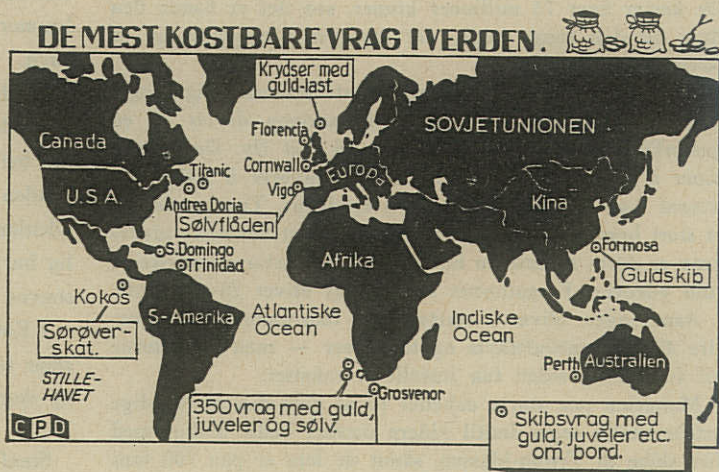 DE MEST KOSTBARE VRAG I VERDEN.
Krydser med
guld-last
Florencia
SOVJETUNIONEN
Canada
Titanic
Cornwall
Europa
U.S.A.
Andrea Doria
Vigo
Kina
Sølvflåden
S.Domingo
Trinidad
Afrika
Formosa
Guldskib
Kokos
Sørøver-
skat.
S-Amerika
Atlantiske
Ocean
Indiske
Ocean
STILLE-
HAVET
Perth
Australien
Grosvenor
350 vrag med guld,
juveler og sølv.
CPD
Skibsvrag med
guld, juveler etc.
om bord.